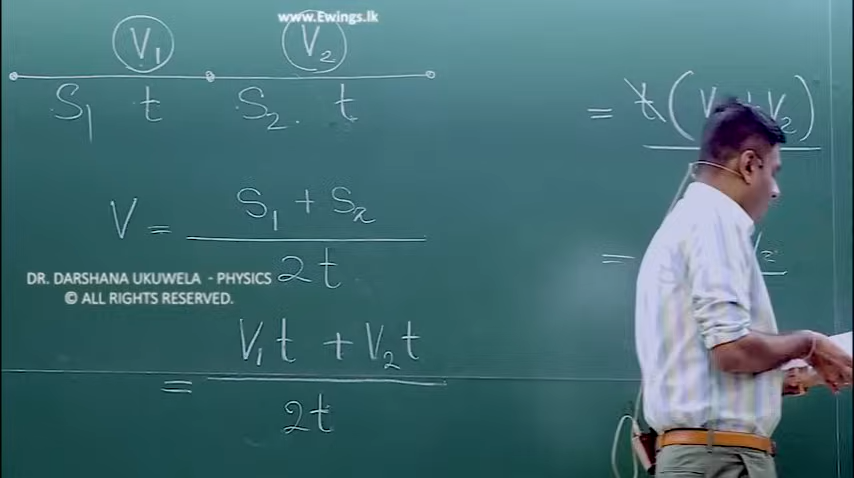 www.Ewings.lk
V₁ V₂
S₁ t S₂ t
V = (S₁ + S₂) / 2t
DR. DARSHANA UKUWELA - PHYSICS
© ALL RIGHTS RESERVED.
= (V₁t + V₂t) / 2t
= t(V₁ + V₂)
=